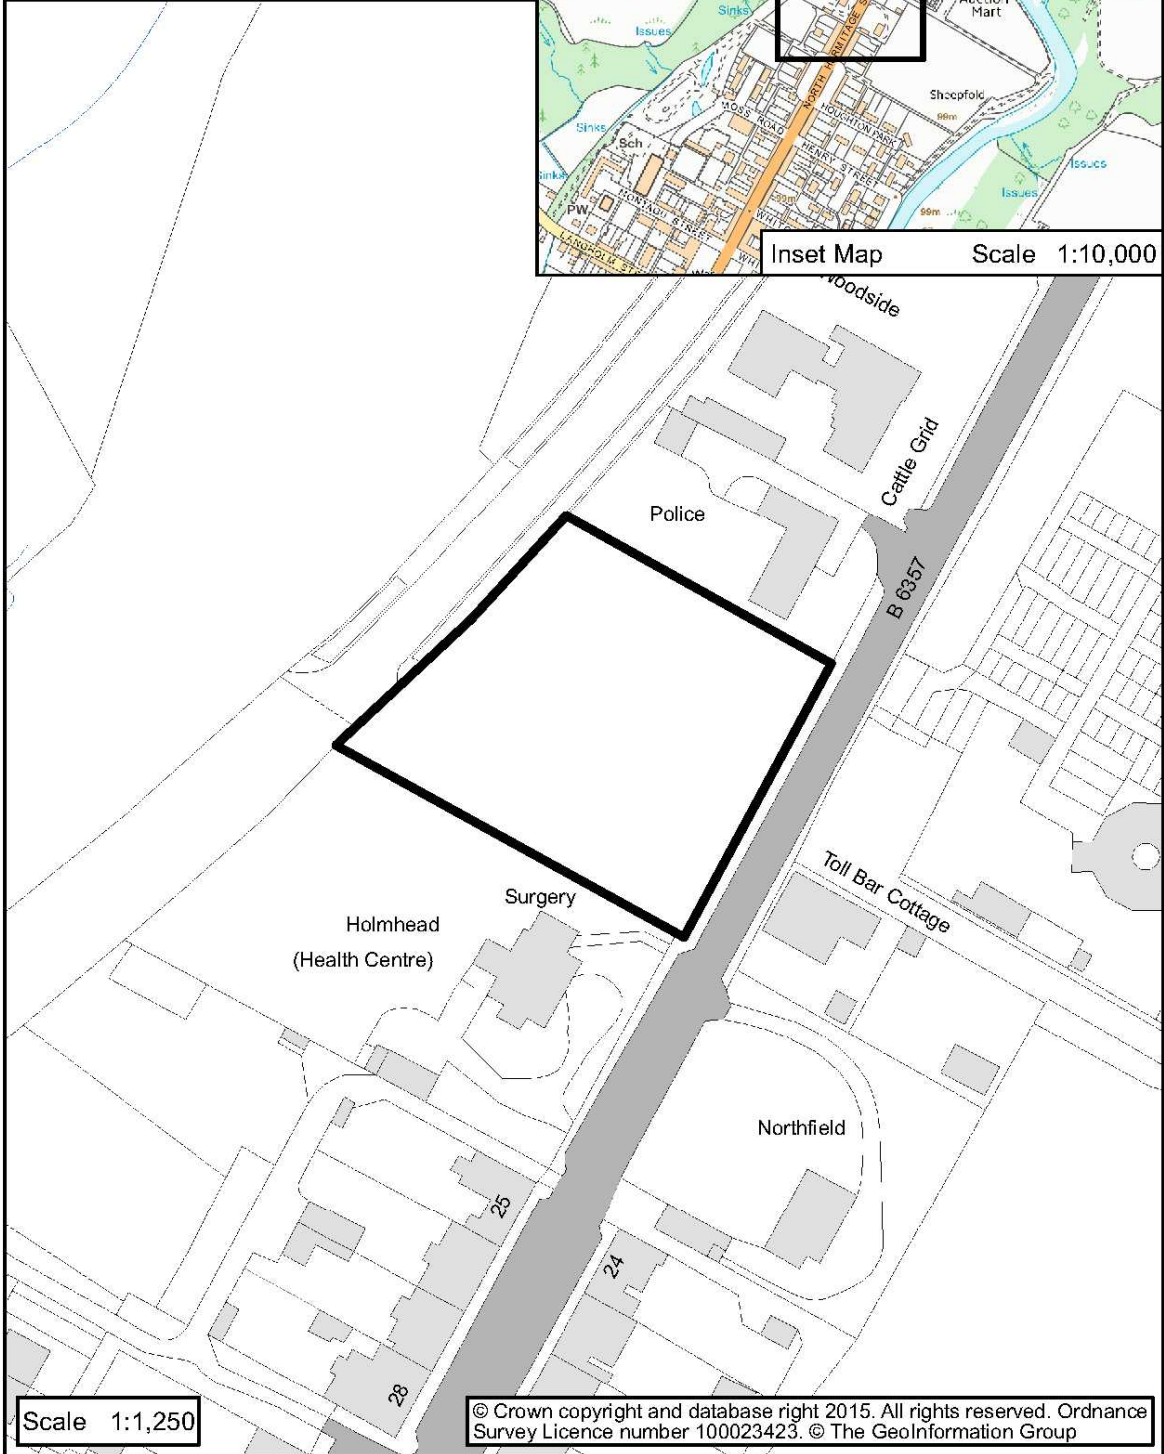 Sinks
Issues
Mart
NORTH HERMITAGE S
Sheepfold
99m
MOSS ROAD
HOUGHTON PARK
HENRY STREET
Sinks
Sch
Issues
Issues
99m
99m
PW
MONTAGU STREET
WHI
WHI
LANGHOLM ST
Inset Map Scale 1:10,000
Woodside
Cattle Grid
Police
B 6357
Toll Bar Cottage
Surgery
Holmhead
(Health Centre)
Northfield
25
24
28
Scale 1:1,250
© Crown copyright and database right 2015. All rights reserved. Ordnance
Survey Licence number 100023423. © The GeoInformation Group